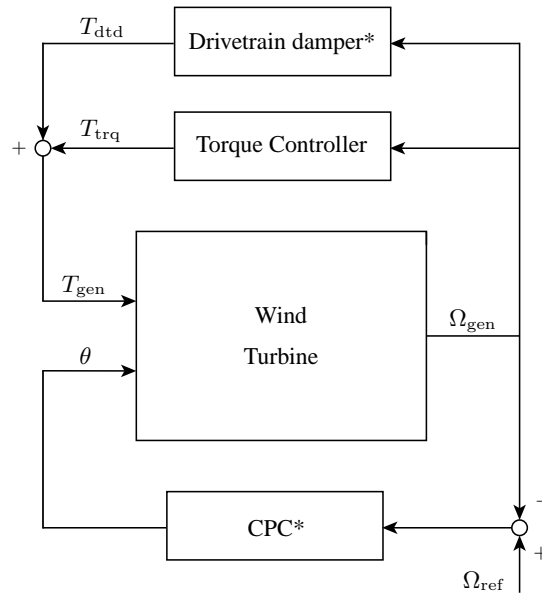 T_dtd
Drivetrain damper*
+
T_trq
Torque Controller
T_gen
Wind
Turbine
Ω_gen
θ
CPC*
−
+
Ω_ref